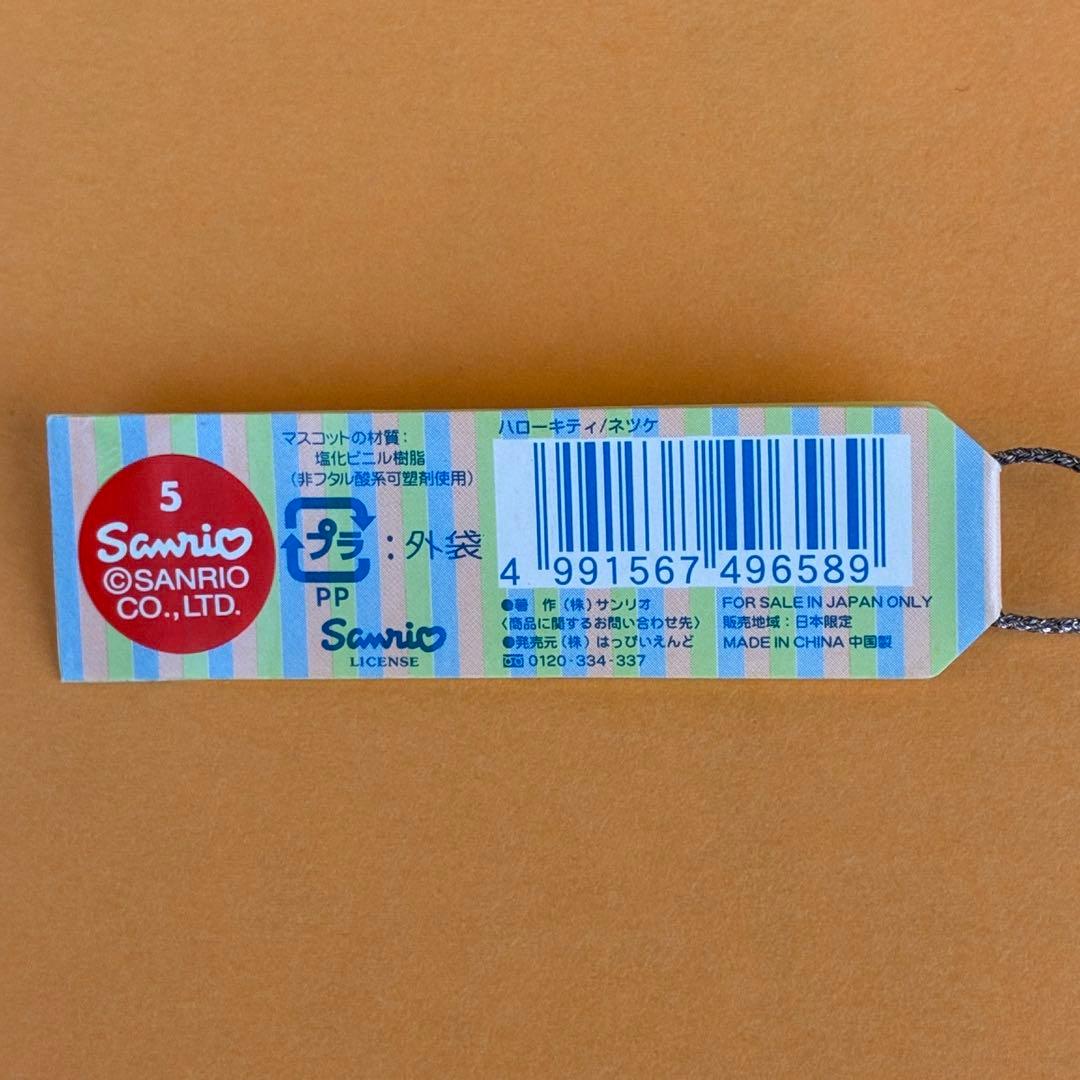 5
Sanrio
©SANRIO
CO.,LTD.
マスコットの材質:
塩化ビニル樹脂
(非フタル酸系可塑剤使用)
プラ:外袋
PP
Sanrio
LICENSE
ハローキティ/ネツケ
4 991567 496589
●著 作(株)サンリオ
〈商品に関するお問い合わせ先〉
●発売元(株)はっぴいえんど
0120-334-337
FOR SALE IN JAPAN ONLY
販売地域:日本限定
MADE IN CHINA 中国製